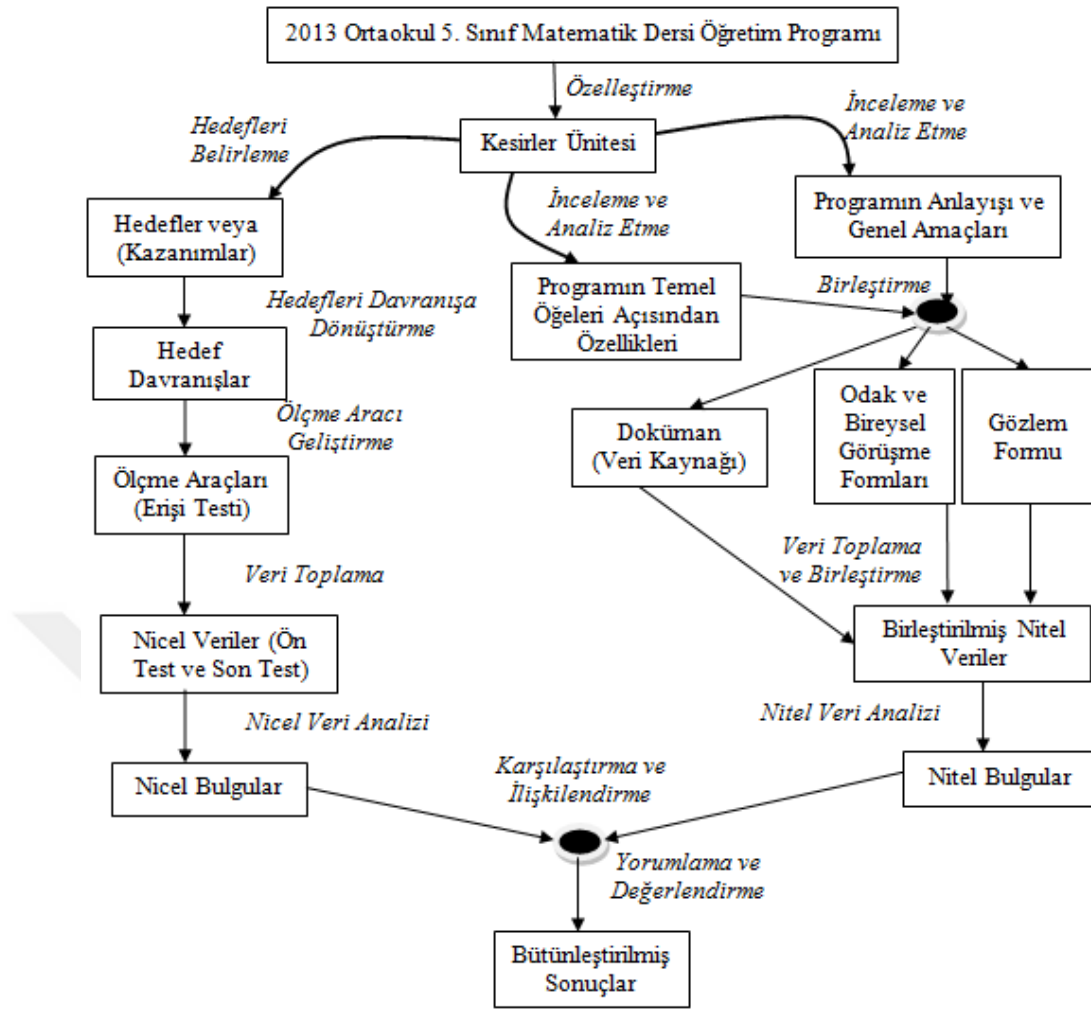 2013 Ortaokul 5. Sınıf Matematik Dersi Öğretim Programı
Özelleştirme
İnceleme ve
Analiz Etme
Hedefleri
Belirleme
Kesirler Ünitesi
İnceleme ve
Analiz Etme
Programın Anlayışı ve
Genel Amaçları
Hedefler veya
(Kazanımlar)
Birleştirme
Programın Temel
Öğeleri Açısından
Özellikleri
Hedefleri Davranışa
Dönüştürme
Hedef
Davranışlar
Odak ve
Bireysel
Görüşme
Formları
Gözlem
Formu
Doküman
(Veri Kaynağı)
Ölçme Aracı
Geliştirme
Ölçme Araçları
(Erişi Testi)
Veri Toplama
ve Birleştirme
Veri Toplama
Nicel Veriler (Ön
Test ve Son Test)
Birleştirilmiş Nitel
Veriler
Nicel Veri Analizi
Nitel Veri Analizi
Nicel Bulgular
Karşılaştırma ve
İlişkilendirme
Nitel Bulgular
Yorumlama ve
Değerlendirme
Bütünleştirilmiş
Sonuçlar